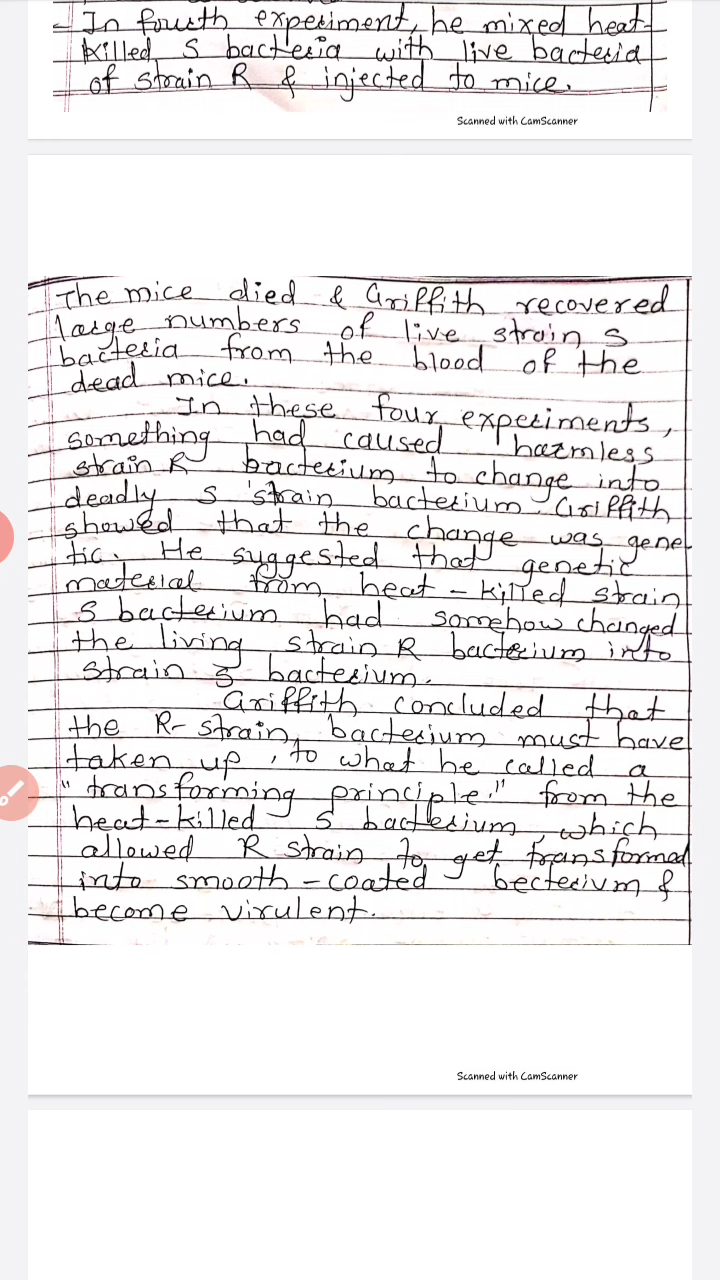 - In fourth experiment, he mixed heat-
killed S bacteria with live bacteria
of strain R & injected to mice.
Scanned with CamScanner
The mice died & Griffith recovered
large numbers of live strain S
bacteria from the blood of the
dead mice.
In these four experiments,
something had caused harmless
strain R bacterium to change into
deadly S strain bacterium. Griffith
showed that the change was gene
tic. He suggested that genetic
material from heat-killed strain
S bacterium had somehow changed
the living strain R bacterium into
strain S bacterium.
Griffith concluded that
the R-strain bacterium must have
taken up, to what he called a
"transforming principle." from the
heat-killed S bacterium, which
allowed R strain to get transformed
into smooth-coated becterium &
become virulent.
Scanned with CamScanner